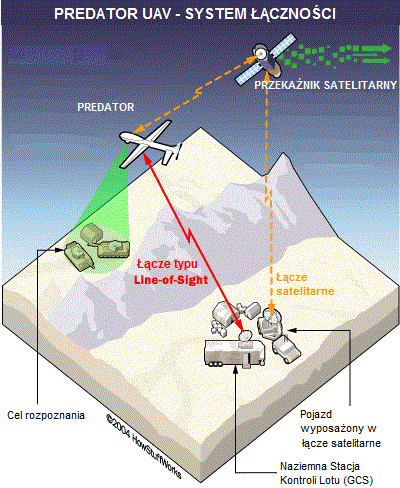 PREDATOR UAV - SYSTEM ŁĄCZNOŚCI
PRZEKAŹNIK SATELITARNY
PREDATOR
Łącze typu
Line-of-Sight
Łącze
satelitarne
Cel rozpoznania
Pojazd
wyposażony w
łącze satelitarne
Naziemna Stacja
Kontroli Lotu (GCS)
©2004 HowStuffWorks